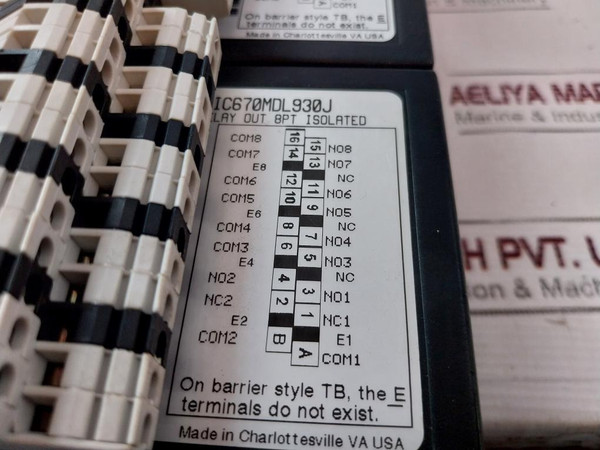 COM1
On barrier style TB, the E
terminals do not exist.
Made in Charlottesville VA USA
IC670MDL930J
LAY OUT 8PT ISOLATED
COM8 16 15 NO8
COM7 14 13 NO7
E8 NC
COM6 12 11 NO6
COM5 10 9 NO5
E6
COM4 8 7 NO4
COM3 6 5 NO3
E4 NC
NO2 4 3 NO1
NC2 2 1 NC1
E2 E1
COM2 B A COM1
On barrier style TB, the E
terminals do not exist.
Made in Charlottesville VA USA
AELIYA MAR
Marine & Indus
H PVT.
on & Mach